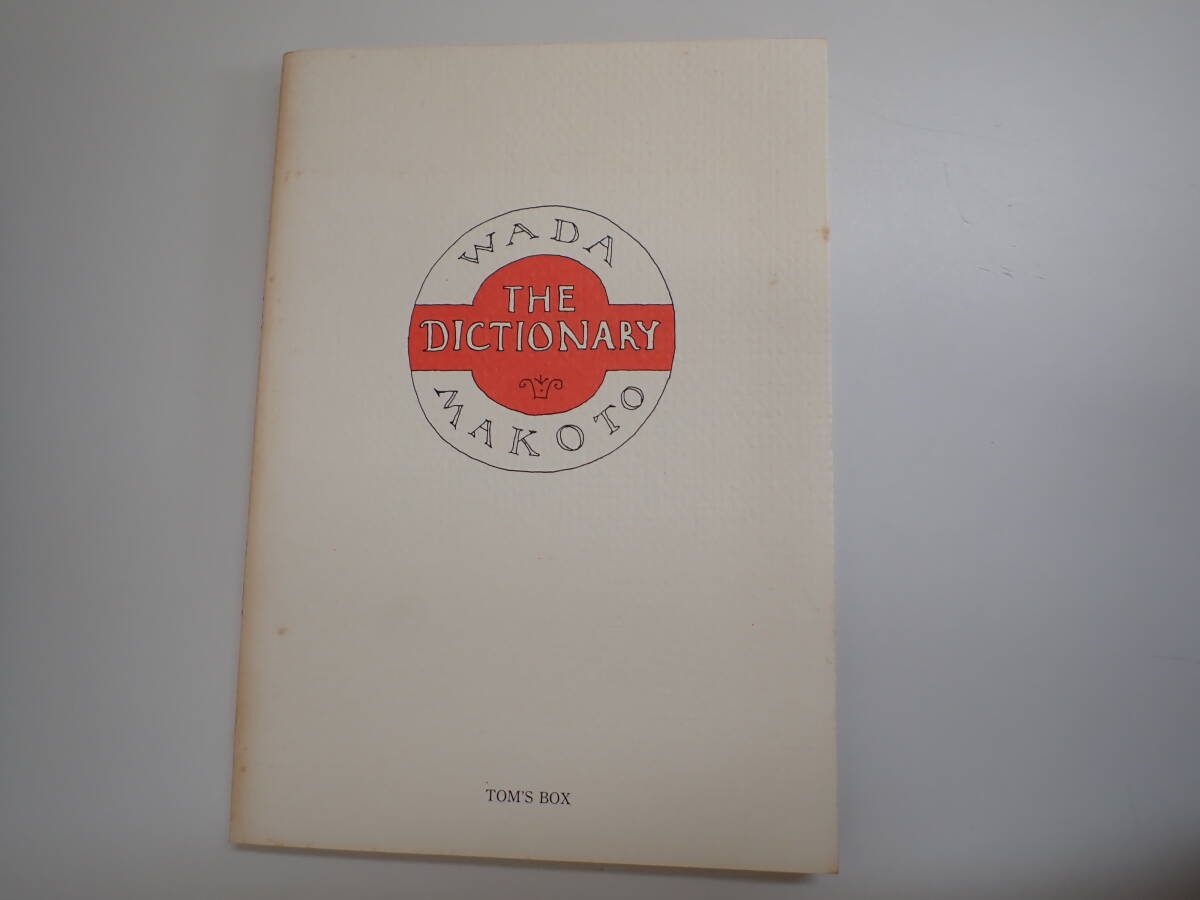 WADA
THE
DICTIONARY
MAKOTO
TOM'S BOX